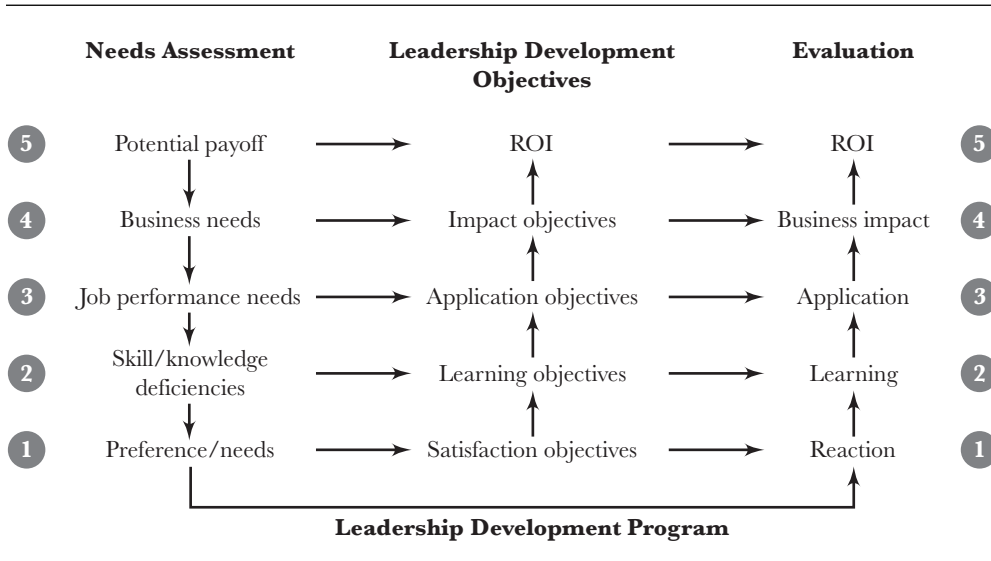 Needs Assessment Leadership Development Objectives Evaluation
5 Potential payoff ROI ROI 5
4 Business needs Impact objectives Business impact 4
3 Job performance needs Application objectives Application 3
2 Skill/knowledge deficiencies Learning objectives Learning 2
1 Preference/needs Satisfaction objectives Reaction 1
Leadership Development Program